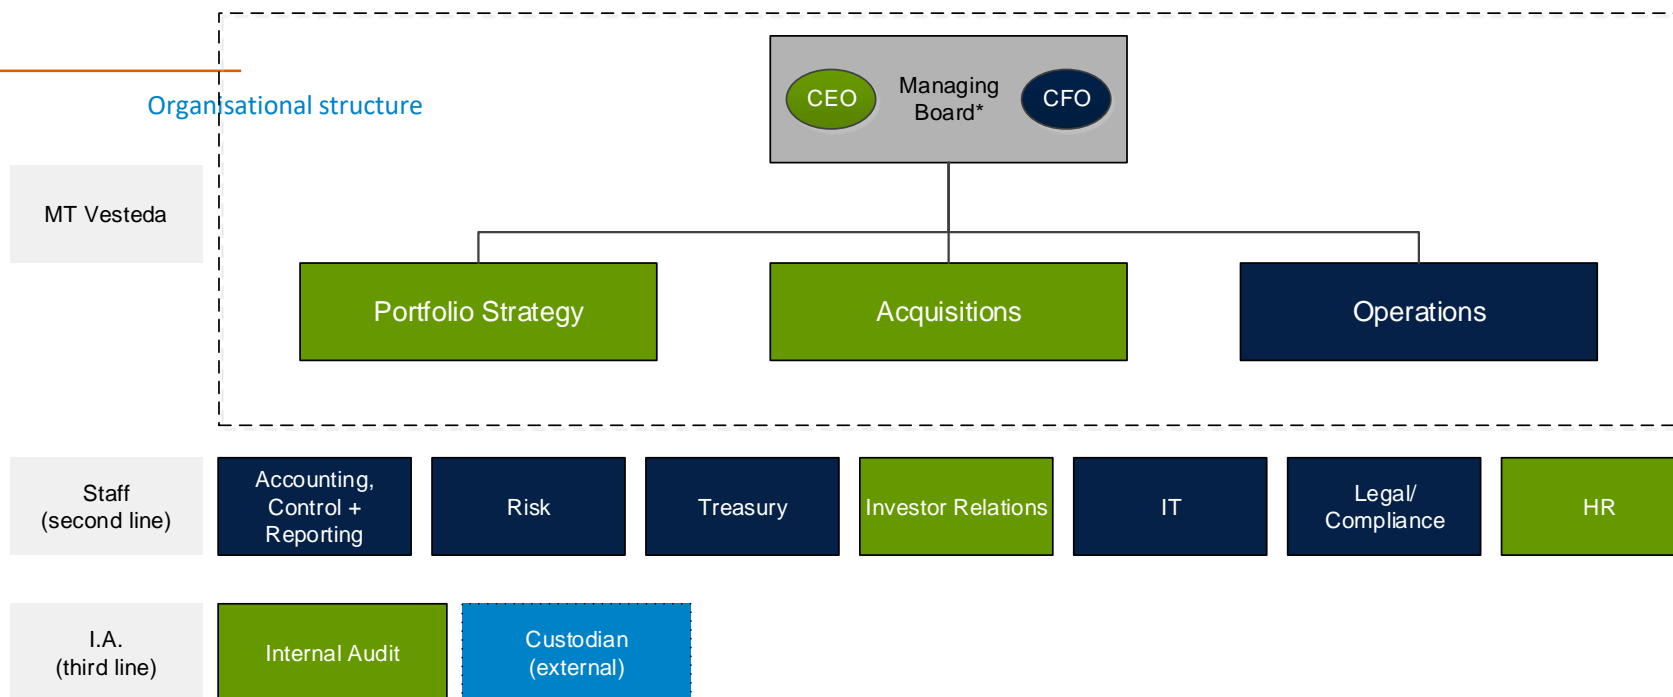 Organisational structure
CEO
Managing
Board*
CFO
MT Vesteda
Portfolio Strategy
Acquisitions
Operations
Staff
(second line)
Accounting,
Control +
Reporting
Risk
Treasury
Investor Relations
IT
Legal/
Compliance
HR
I.A.
(third line)
Internal Audit
Custodian
(external)